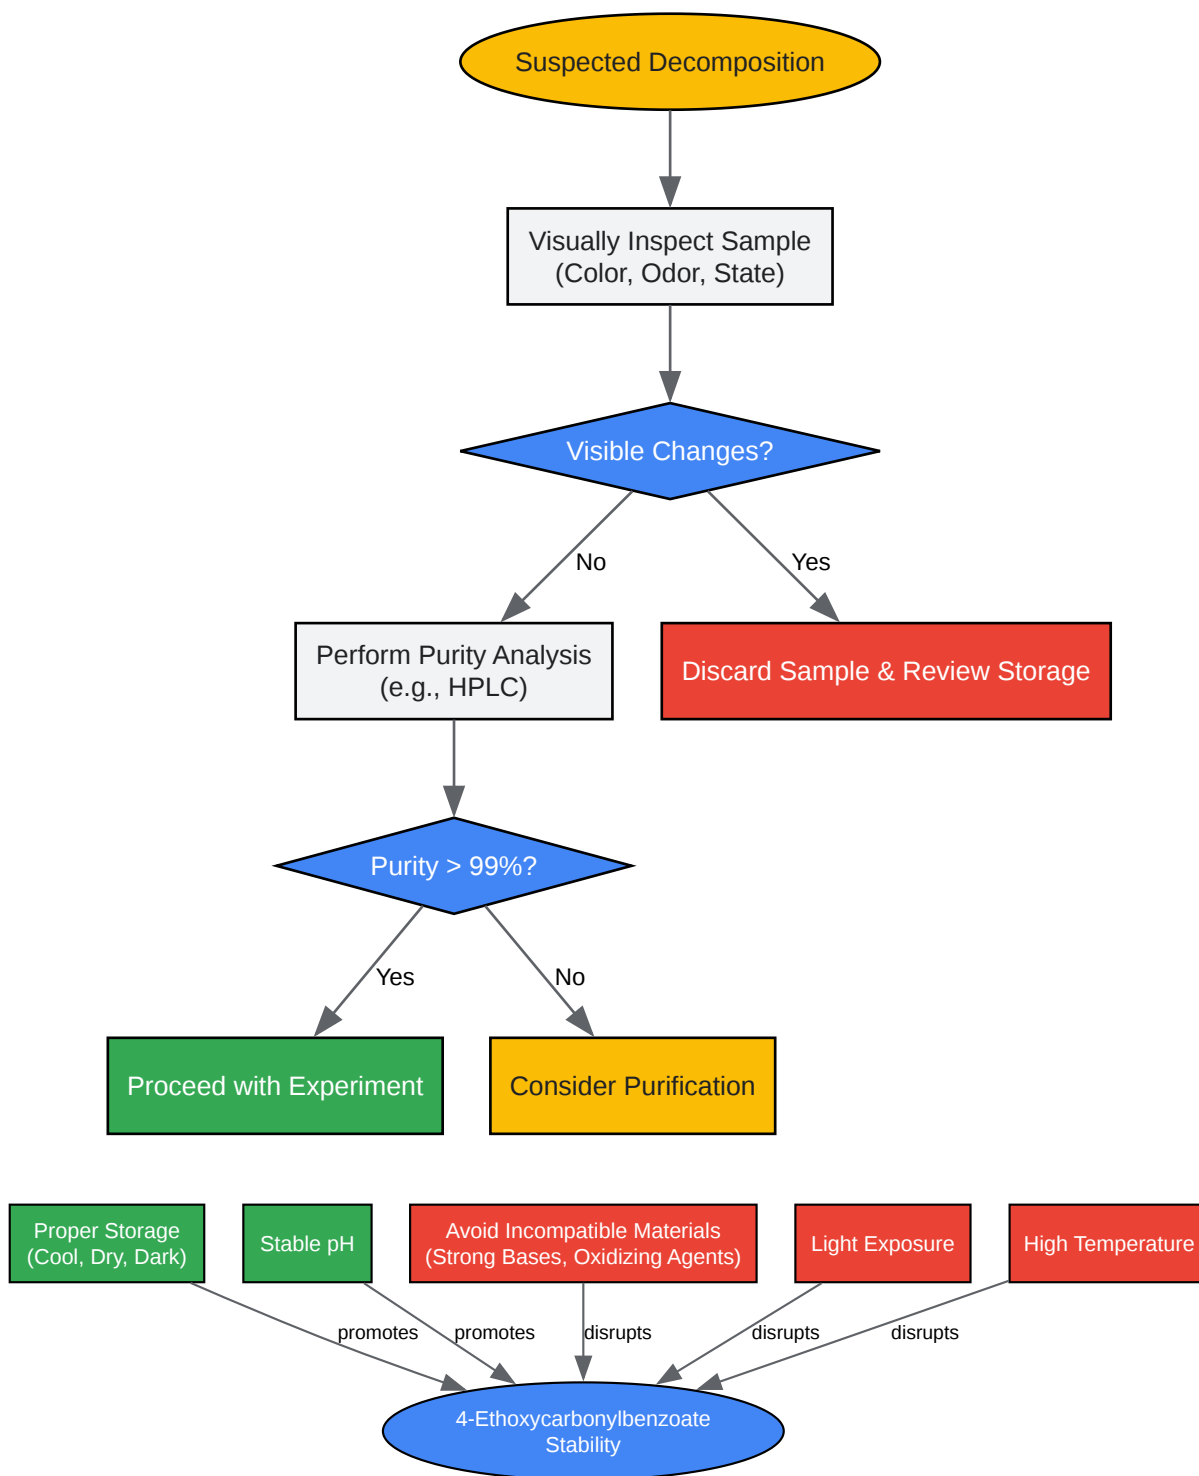 Suspected Decomposition
Visually Inspect Sample
(Color, Odor, State)
Visible Changes?
No
Yes
Perform Purity Analysis
(e.g., HPLC)
Discard Sample & Review Storage
Purity > 99%?
Yes
No
Proceed with Experiment
Consider Purification
Proper Storage
(Cool, Dry, Dark)
Stable pH
Avoid Incompatible Materials
(Strong Bases, Oxidizing Agents)
Light Exposure
High Temperature
promotes
promotes
disrupts
disrupts
disrupts
4-Ethoxycarbonylbenzoate
Stability